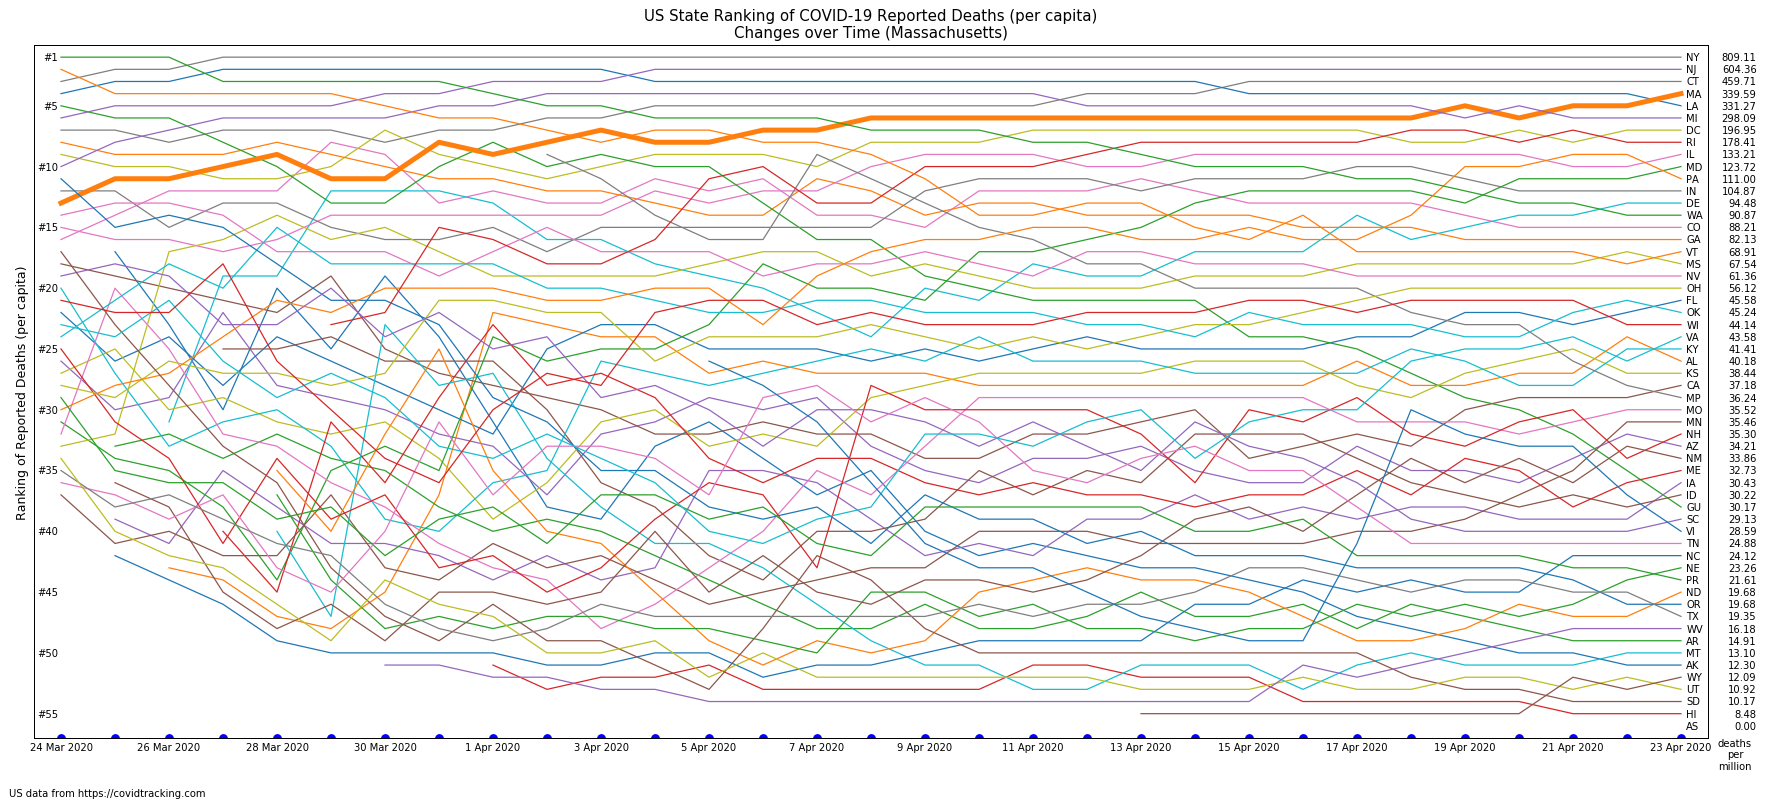 US State Ranking of COVID-19 Reported Deaths (per capita)
Changes over Time (Massachusetts)
Ranking of Reported Deaths (per capita)
#1
#5
#10
#15
#20
#25
#30
#35
#40
#45
#50
#55
NY 809.11
NJ 604.36
CT 459.71
MA 339.59
LA 331.27
MI 298.09
DC 196.95
RI 178.41
IL 133.21
MD 123.72
PA 111.00
IN 104.87
DE 94.48
WA 90.87
CO 88.21
GA 82.13
VT 68.91
MS 67.54
NV 61.36
OH 56.12
FL 45.58
OK 45.24
WI 44.14
VA 43.58
KY 41.41
AL 40.18
KS 38.44
CA 37.18
MP 36.24
MO 35.52
MN 35.46
NH 35.30
AZ 34.21
NM 33.86
ME 32.73
IA 30.43
ID 30.22
GU 30.17
SC 29.13
VI 28.59
TN 24.88
NC 24.12
NE 23.26
PR 21.61
ND 19.68
OR 19.68
TX 19.35
WV 16.18
AR 14.91
MT 13.10
AK 12.30
WY 12.09
UT 10.92
SD 10.17
HI 8.48
AS 0.00
24 Mar 2020 26 Mar 2020 28 Mar 2020 30 Mar 2020 1 Apr 2020 3 Apr 2020 5 Apr 2020 7 Apr 2020 9 Apr 2020 11 Apr 2020 13 Apr 2020 15 Apr 2020 17 Apr 2020 19 Apr 2020 21 Apr 2020 23 Apr 2020
deaths
per
million
US data from https://covidtracking.com